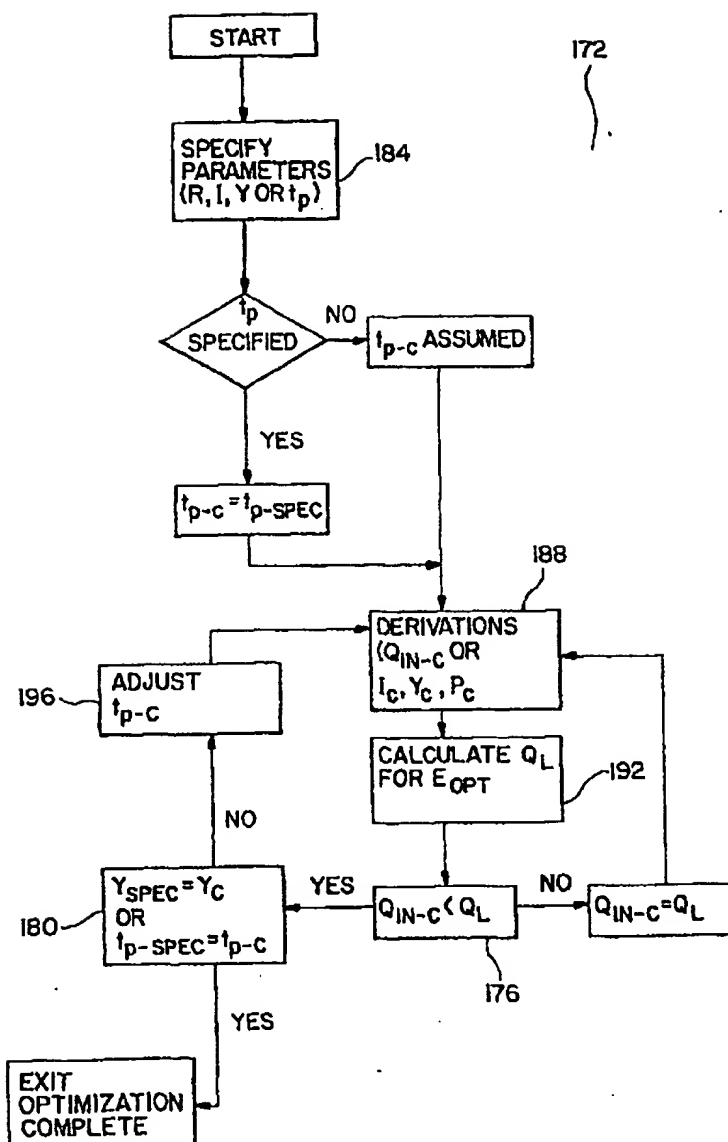 START
172
SPECIFY
PARAMETERS
(R, I, Y OR tp)
184
tp
SPECIFIED
NO
tp-c ASSUMED
YES
tp-c = tp-SPEC
188
DERIVATIONS
(QIN-C OR
IC, YC, PC
196
ADJUST
tp-C
CALCULATE QL
FOR EOPT
192
NO
180
YSPEC = YC
OR
tp-SPEC = tp-C
YES
QIN-C < QL
NO
QIN-C = QL
176
YES
EXIT
OPTIMIZATION
COMPLETE